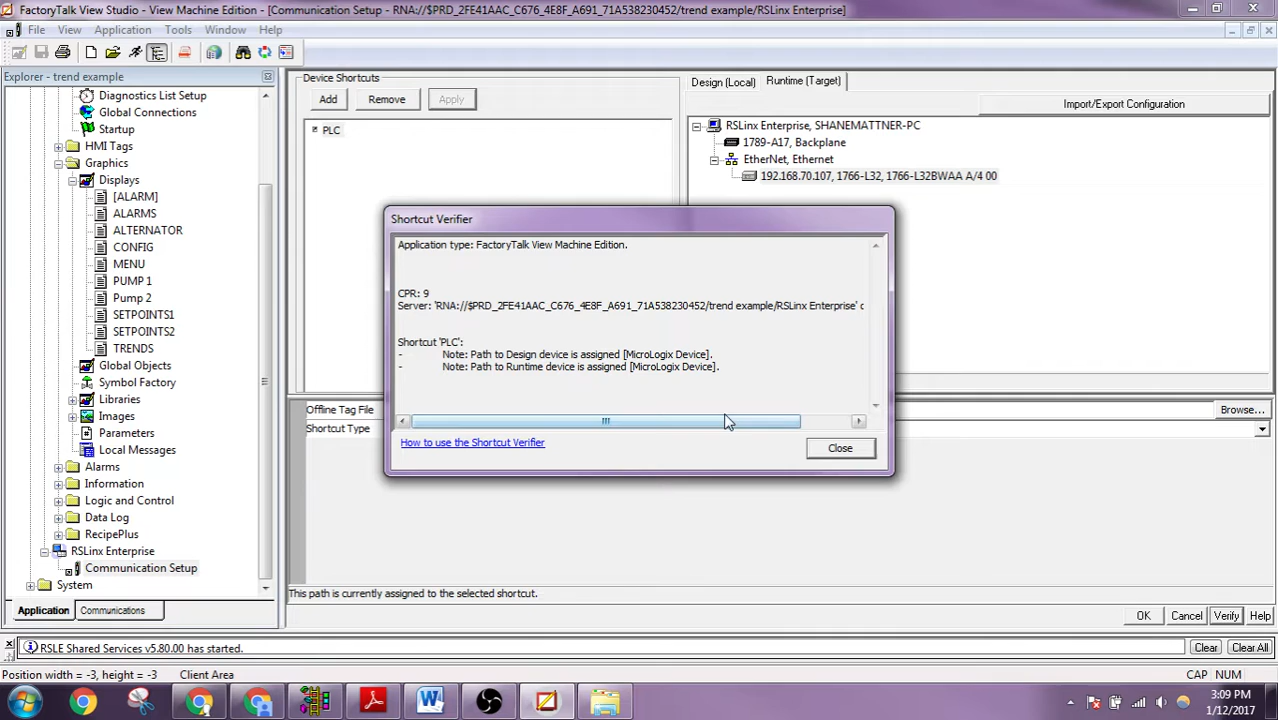 FactoryTalk View Studio - View Machine Edition - [Communication Setup - RNA://$PRD_2FE41AAC_C676_4E8F_A691_71A538230452/trend example/RSLinx Enterprise]
File View Application Tools Window Help
Explorer - trend example
Diagnostics List Setup
Global Connections
Startup
HMI Tags
Graphics
Displays
[ALARM]
ALARMS
ALTERNATOR
CONFIG
MENU
PUMP 1
Pump 2
SETPOINTS1
SETPOINTS2
TRENDS
Global Objects
Symbol Factory
Libraries
Images
Parameters
Local Messages
Alarms
Information
Logic and Control
Data Log
RecipePlus
RSLinx Enterprise
Communication Setup
System
Application Communications
Device Shortcuts
Add Remove Apply
PLC
Design (Local) Runtime (Target)
Import/Export Configuration
RSLinx Enterprise, SHANEMATTNER-PC
1789-A17, Backplane
EtherNet, Ethernet
192.168.70.107, 1766-L32, 1766-L32BWAA A/4 00
Shortcut Verifier
Application type: FactoryTalk View Machine Edition.
CPR: 9
Server: 'RNA://$PRD_2FE41AAC_C676_4E8F_A691_71A538230452/trend example/RSLinx Enterprise' c
Shortcut 'PLC':
- Note: Path to Design device is assigned [MicroLogix Device].
- Note: Path to Runtime device is assigned [MicroLogix Device].
How to use the Shortcut Verifier
Close
Offline Tag File
Browse...
Shortcut Type
This path is currently assigned to the selected shortcut.
OK Cancel Verify Help
RSLE Shared Services v5.80.00 has started.
Clear Clear All
Position width = -3, height = -3 Client Area
CAP NUM
3:09 PM
1/12/2017